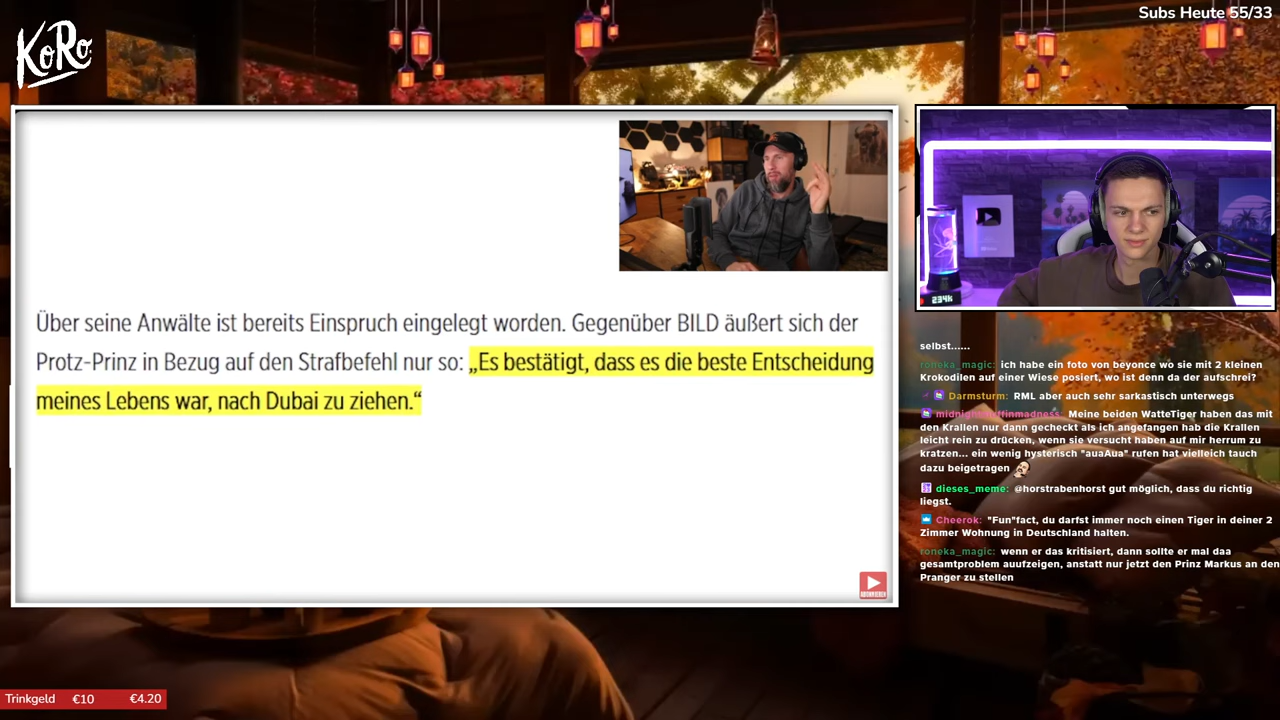 Subs Heute 55/33
KoRo
Über seine Anwälte ist bereits Einspruch eingelegt worden. Gegenüber BILD äußert sich der
Protz-Prinz in Bezug auf den Strafbefehl nur so: „Es bestätigt, dass es die beste Entscheidung
meines Lebens war, nach Dubai zu ziehen.“
234k
selbst......
roneka_magic: ich habe ein foto von beyonce wo sie mit 2 kleinen
Krokodilen auf einer Wiese posiert, wo ist denn da der aufschrei?
Darmsturm: RML aber auch sehr sarkastisch unterwegs
Meine beiden WatteTiger haben das mit
den Krallen nur dann gecheckt als ich angefangen hab die Krallen
leicht rein zu drücken, wenn sie versucht haben auf mir herrum zu
kratzen... ein wenig hysterisch "auaAua" rufen hat vielleich tauch
dazu beigetragen
dieses_meme: @horstrabenhorst gut möglich, dass du richtig
liegst.
Cheerok: "Fun"fact, du darfst immer noch einen Tiger in deiner 2
Zimmer Wohnung in Deutschland halten.
roneka_magic: wenn er das kritisiert, dann sollte er mal daa
gesamtproblem auufzeigen, anstatt nur jetzt den Prinz Markus an den
Pranger zu stellen
Trinkgeld €10 €4.20